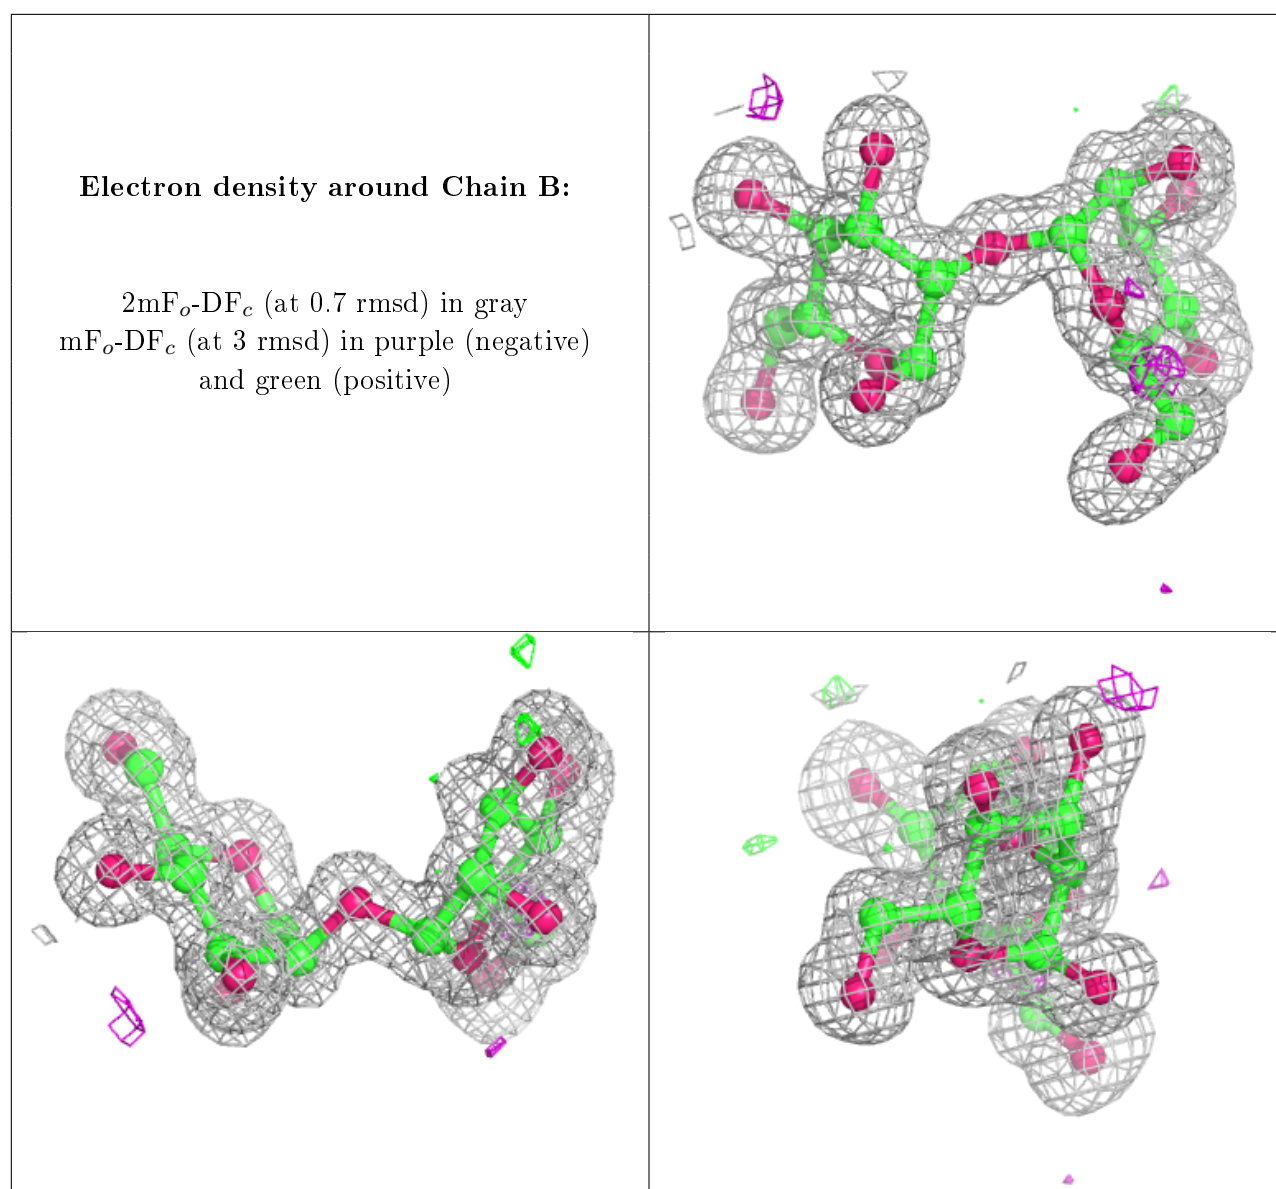 Electron density around Chain B:
2mFo-DFc (at 0.7 rmsd) in gray
mFo-DFc (at 3 rmsd) in purple (negative)
and green (positive)